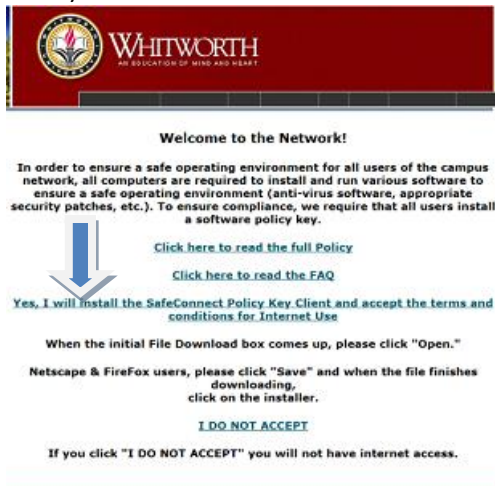 WHITWORTH
AN EDUCATION OF MIND AND HEART
Welcome to the Network!
In order to ensure a safe operating environment for all users of the campus
network, all computers are required to install and run various software to
ensure a safe operating environment (anti-virus software, appropriate
security patches, etc.). To ensure compliance, we require that all users install
a software policy key.
Click here to read the full Policy
Click here to read the FAQ
Yes, I will install the SafeConnect Policy Key Client and accept the terms and
conditions for Internet Use
When the initial File Download box comes up, please click "Open."
Netscape & FireFox users, please click "Save" and when the file finishes
downloading,
click on the installer.
I DO NOT ACCEPT
If you click "I DO NOT ACCEPT" you will not have internet access.